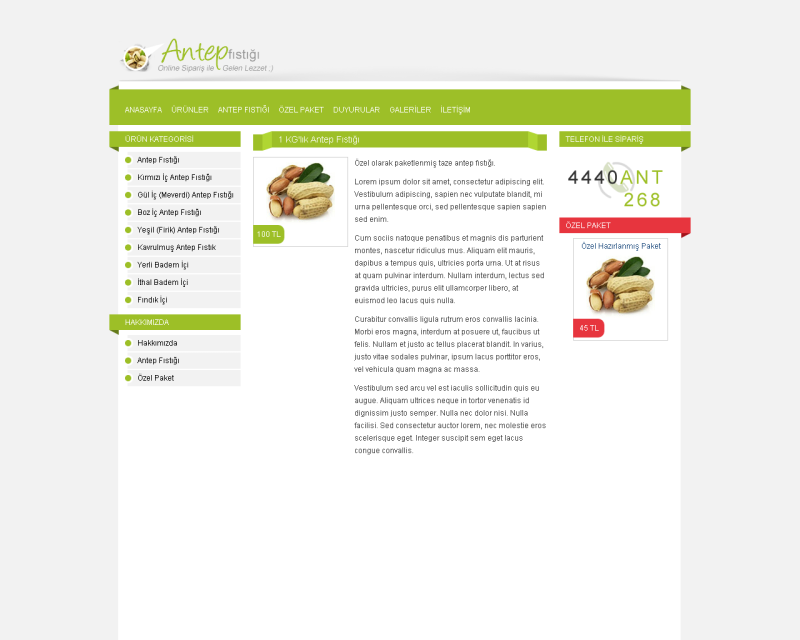 Antepfıstığı
Online Sipariş ile Gelen Lezzet ;)
ANASAYFA ÜRÜNLER ANTEP FISTIĞI ÖZEL PAKET DUYURULAR GALERİLER İLETİŞİM
ÜRÜN KATEGORİSİ
Antep Fıstığı
Kırmızı İç Antep Fıstığı
Gül İç (Meverdi) Antep Fıstığı
Boz İç Antep Fıstığı
Yeşil (Firik) Antep Fıstığı
Kavrulmuş Antep Fıstık
Yerli Badem İçi
İthal Badem İçi
Fındık İçi
HAKKIMIZDA
Hakkımızda
Antep Fıstığı
Özel Paket
1 KG'lık Antep Fıstığı
100 TL
Özel olarak paketlenmiş taze antep fıstığı.
Lorem ipsum dolor sit amet, consectetur adipiscing elit.
Vestibulum adipiscing, sapien nec vulputate blandit, mi
urna pellentesque orci, sed pellentesque sapien sapien
sed enim.
Cum sociis natoque penatibus et magnis dis parturient
montes, nascetur ridiculus mus. Aliquam elit mauris,
dapibus a tempus quis, ultricies porta urna. Ut at risus
at quam pulvinar interdum. Nullam interdum, lectus sed
gravida ultricies, purus elit ullamcorper libero, at
euismod leo lacus quis nulla.
Curabitur convallis ligula rutrum eros convallis lacinia.
Morbi eros magna, interdum at posuere ut, faucibus ut
felis. Nullam et justo ac tellus placerat blandit. In varius,
justo vitae sodales pulvinar, ipsum lacus porttitor eros,
vel vehicula quam magna ac massa.
Vestibulum sed arcu vel est iaculis sollicitudin quis eu
augue. Aliquam ultrices neque in tortor venenatis id
dignissim justo semper. Nulla nec dolor nisi. Nulla
facilisi. Sed consectetur auctor lorem, nec molestie eros
scelerisque eget. Integer suscipit sem eget lacus
congue convallis.
TELEFON İLE SİPARİŞ
4440ANT
268
ÖZEL PAKET
Özel Hazırlanmış Paket
45 TL